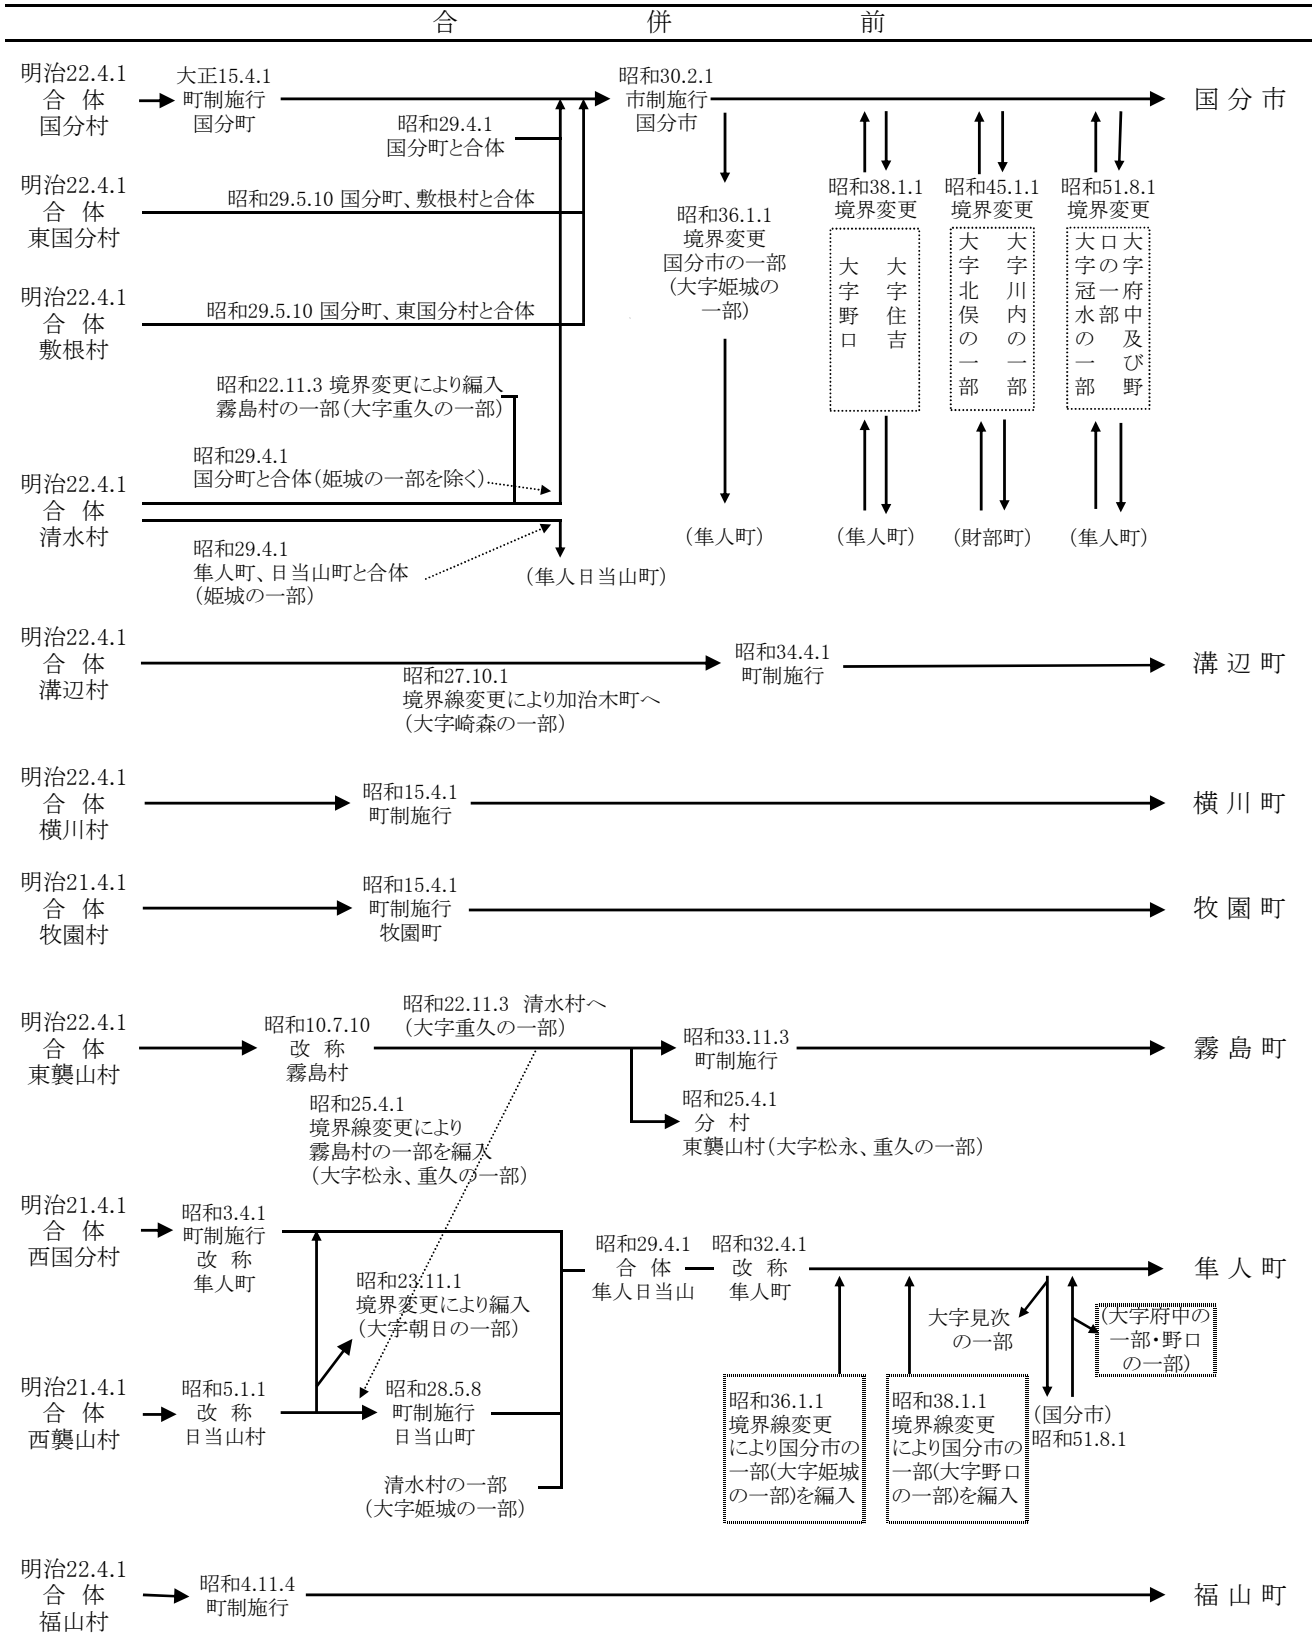 合併前
明治22.4.1
合体
国分村
大正15.4.1
町制施行
国分町
昭和29.4.1
国分町と合体
昭和30.2.1
市制施行
国分市
国分市
明治22.4.1
合体
東国分村
昭和29.5.10 国分町、敷根村と合体
明治22.4.1
合体
敷根村
昭和29.5.10 国分町、東国分村と合体
昭和36.1.1
境界変更
国分市の一部
(大字姫城の
一部)
(隼人町)
昭和38.1.1
境界変更
大字住吉
大字野口
(隼人町)
昭和45.1.1
境界変更
大字川内の一部
大字北俣の一部
(財部町)
昭和51.8.1
境界変更
大字府中及び野
口の一部
大字冠水の一部
(隼人町)
昭和22.11.3 境界変更により編入
霧島村の一部(大字重久の一部)
昭和29.4.1
国分町と合体(姫城の一部を除く)
明治22.4.1
合体
清水村
昭和29.4.1
隼人町、日当山町と合体
(姫城の一部)
(隼人日当山町)
明治22.4.1
合体
溝辺村
昭和27.10.1
境界線変更により加治木町へ
(大字崎森の一部)
昭和34.4.1
町制施行
溝辺町
明治22.4.1
合体
横川村
昭和15.4.1
町制施行
横川町
明治21.4.1
合体
牧園村
昭和15.4.1
町制施行
牧園町
牧園町
明治22.4.1
合体
東襲山村
昭和10.7.10
改称
霧島村
昭和22.11.3 清水村へ
(大字重久の一部)
昭和33.11.3
町制施行
霧島町
昭和25.4.1
分村
東襲山村(大字松永、重久の一部)
昭和25.4.1
境界線変更により
霧島村の一部を編入
(大字松永、重久の一部)
明治21.4.1
合体
西国分村
昭和3.4.1
町制施行
改称
隼人町
昭和23.11.1
境界変更により編入
(大字朝日の一部)
昭和29.4.1
合体
隼人日当山
昭和32.4.1
改称
隼人町
隼人町
大字見次
の一部
(大字府中の
一部・野口
の一部)
明治21.4.1
合体
西襲山村
昭和5.1.1
改称
日当山村
昭和28.5.8
町制施行
日当山町
清水村の一部
(大字姫城の一部)
昭和36.1.1
境界線変更
により国分市の
一部(大字姫城
の一部)を編入
昭和38.1.1
境界線変更
により国分市の
一部(大字野口
の一部)を編入
(国分市)
昭和51.8.1
明治22.4.1
合体
福山村
昭和4.11.4
町制施行
福山町